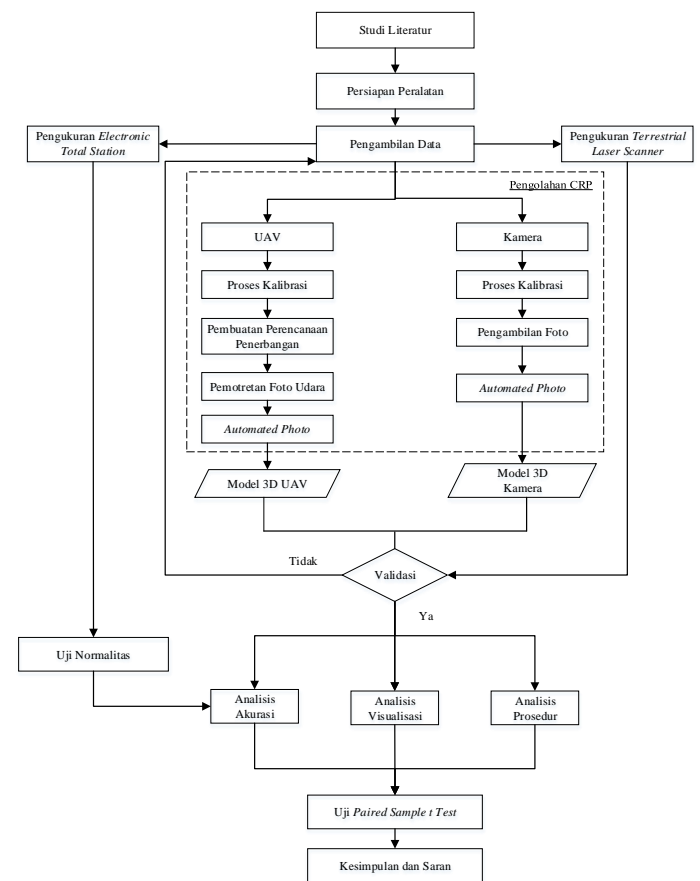 Studi Literatur
Persiapan Peralatan
Pengukuran Electronic
Total Station
Pengambilan Data
Pengukuran Terrestrial
Laser Scanner
Pengolahan CRP
UAV
Kamera
Proses Kalibrasi
Proses Kalibrasi
Pembuatan Perencanaan
Penerbangan
Pengambilan Foto
Pemotretan Foto Udara
Automated Photo
Automated Photo
Model 3D UAV
Model 3D
Kamera
Tidak
Validasi
Ya
Uji Normalitas
Analisis
Akurasi
Analisis
Visualisasi
Analisis
Prosedur
Uji Paired Sample t Test
Kesimpulan dan Saran